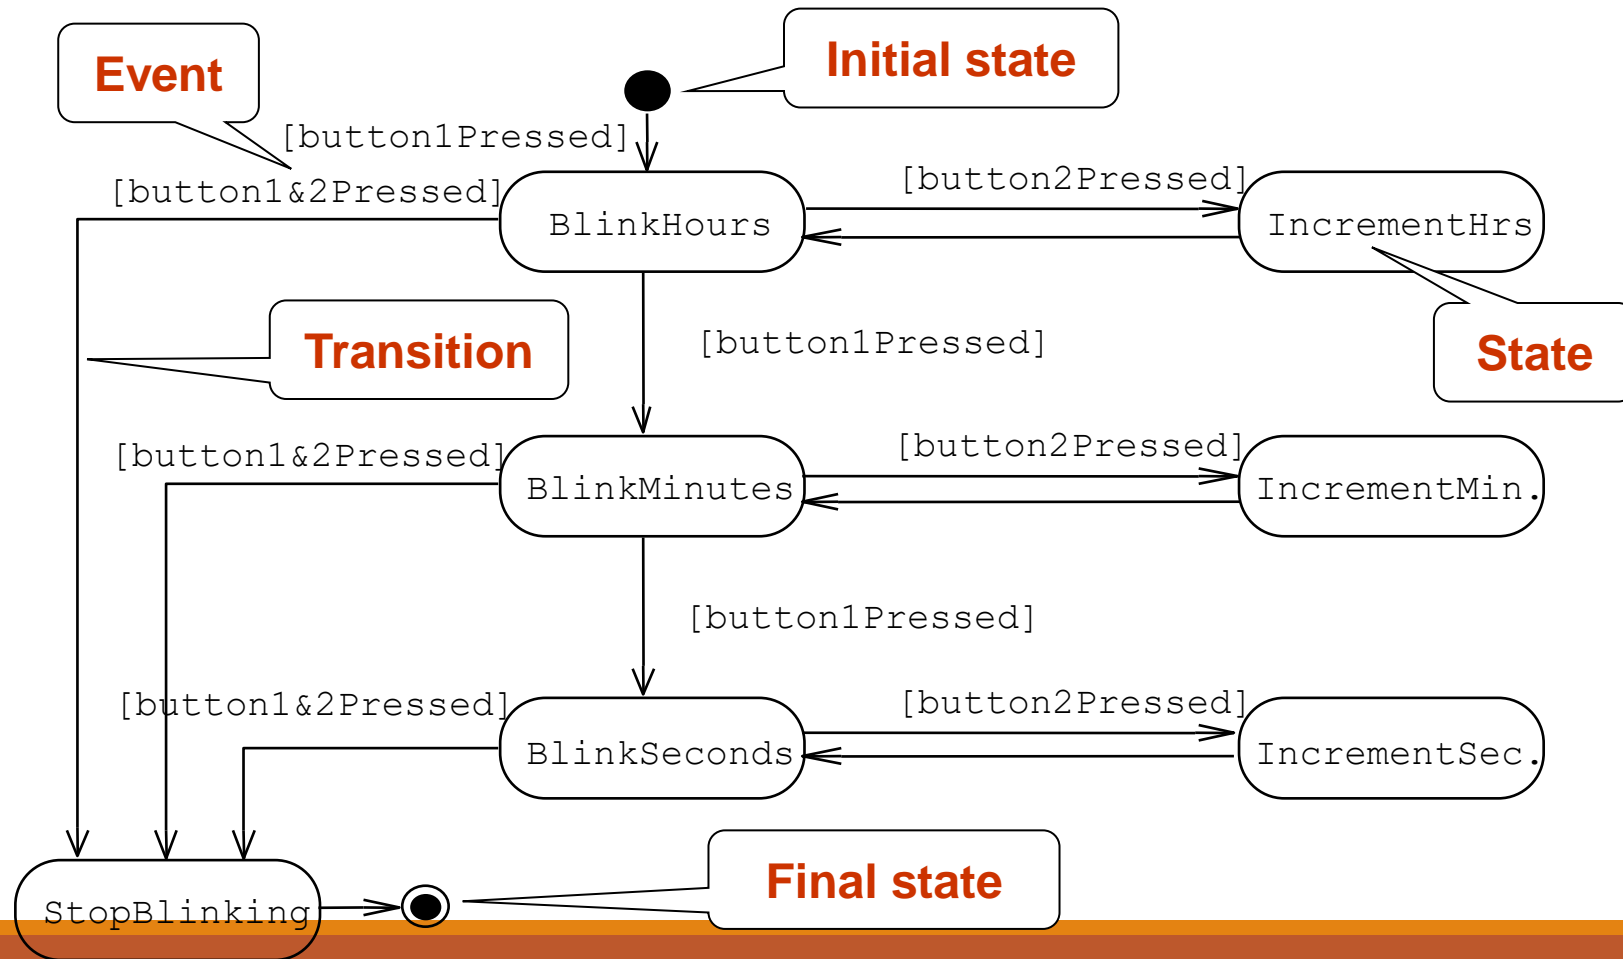 Initial state
Event
[button1Pressed]
[button1&2Pressed]
[button2Pressed]
BlinkHours
IncrementHrs
Transition
[button1Pressed]
State
[button1&2Pressed]
[button2Pressed]
BlinkMinutes
IncrementMin.
[button1Pressed]
[button1&2Pressed]
[button2Pressed]
BlinkSeconds
IncrementSec.
Final state
StopBlinking